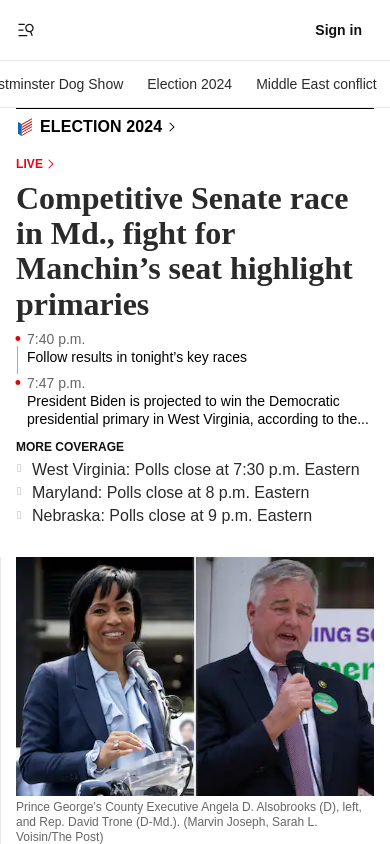 Sign in
stminster Dog Show Election 2024 Middle East conflict
ELECTION 2024
LIVE
Competitive Senate race
in Md., fight for
Manchin’s seat highlight
primaries
7:40 p.m.
Follow results in tonight’s key races
7:47 p.m.
President Biden is projected to win the Democratic
presidential primary in West Virginia, according to the...
MORE COVERAGE
West Virginia: Polls close at 7:30 p.m. Eastern
Maryland: Polls close at 8 p.m. Eastern
Nebraska: Polls close at 9 p.m. Eastern
NING SO
men
Prince George’s County Executive Angela D. Alsobrooks (D), left,
and Rep. David Trone (D-Md.). (Marvin Joseph, Sarah L.
Voisin/The Post)